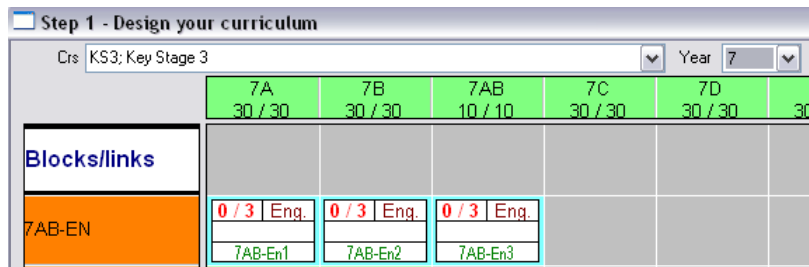 Step 1 - Design your curriculum
Crs KS3; Key Stage 3 Year 7
7A 7B 7AB 7C 7D
30 / 30 30 / 30 10 / 10 30 / 30 30 / 30 30
Blocks/links
0 / 3 Eng. 0 / 3 Eng. 0 / 3 Eng.
7AB-EN
7AB-En1 7AB-En2 7AB-En3